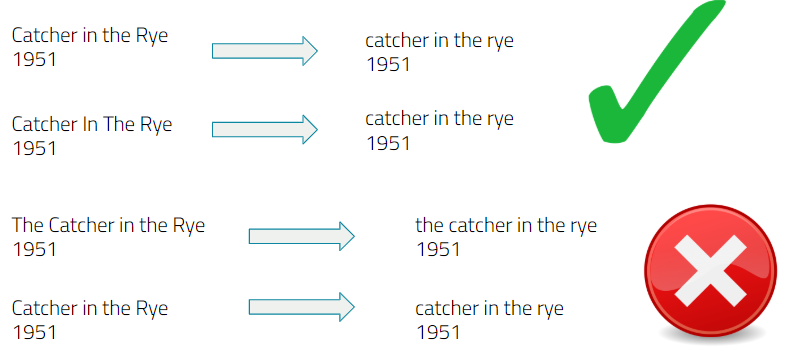 Catcher in the Rye
1951
catcher in the rye
1951
Catcher In The Rye
1951
catcher in the rye
1951
The Catcher in the Rye
1951
the catcher in the rye
1951
Catcher in the Rye
1951
catcher in the rye
1951